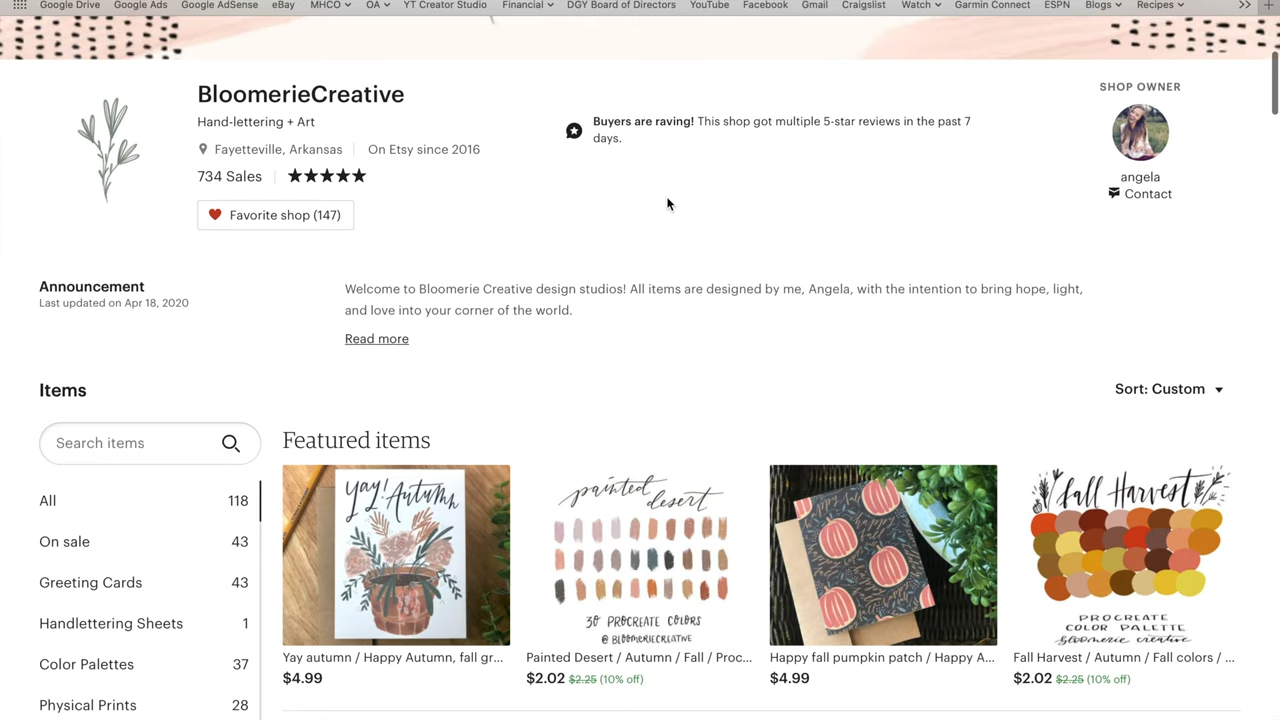 Google Drive Google Ads Google AdSense eBay MHCO OA YT Creator Studio Financial DGY Board of Directors YouTube Facebook Gmail Craigslist Watch Garmin Connect ESPN Blogs Recipes
BloomerieCreative
Hand-lettering + Art
Fayetteville, Arkansas On Etsy since 2016
734 Sales
Favorite shop (147)
Buyers are raving! This shop got multiple 5-star reviews in the past 7
days.
SHOP OWNER
angela
Contact
Announcement
Last updated on Apr 18, 2020
Welcome to Bloomerie Creative design studios! All items are designed by me, Angela, with the intention to bring hope, light,
and love into your corner of the world.
Read more
Items
Sort: Custom
Search items
All 118
On sale 43
Greeting Cards 43
Handlettering Sheets 1
Color Palettes 37
Physical Prints 28
Featured items
yay! Autumn
Yay autumn / Happy Autumn, fall gr...
$4.99
painted
desert
30 PROCREATE COLORS
@ BLOOMERIECREATIVE
Painted Desert / Autumn / Fall / Proc...
$2.02 $2.25 (10% off)
Happy fall pumpkin patch / Happy A...
$4.99
fall Harvest
PROCREATE
COLOR PALETTE
bloomerie creative
Fall Harvest / Autumn / Fall colors / ...
$2.02 $2.25 (10% off)